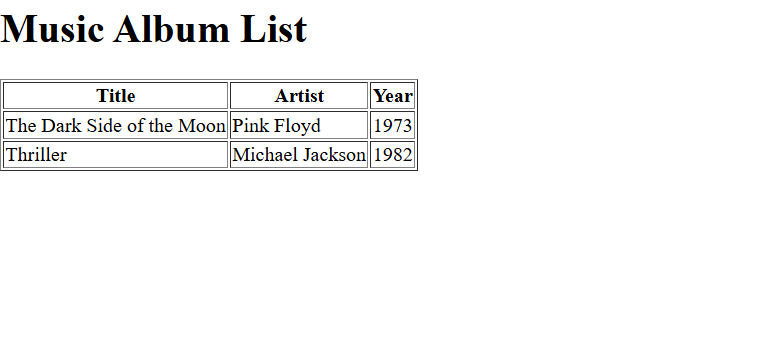 Music Album List
Title Artist Year
The Dark Side of the Moon Pink Floyd 1973
Thriller Michael Jackson 1982